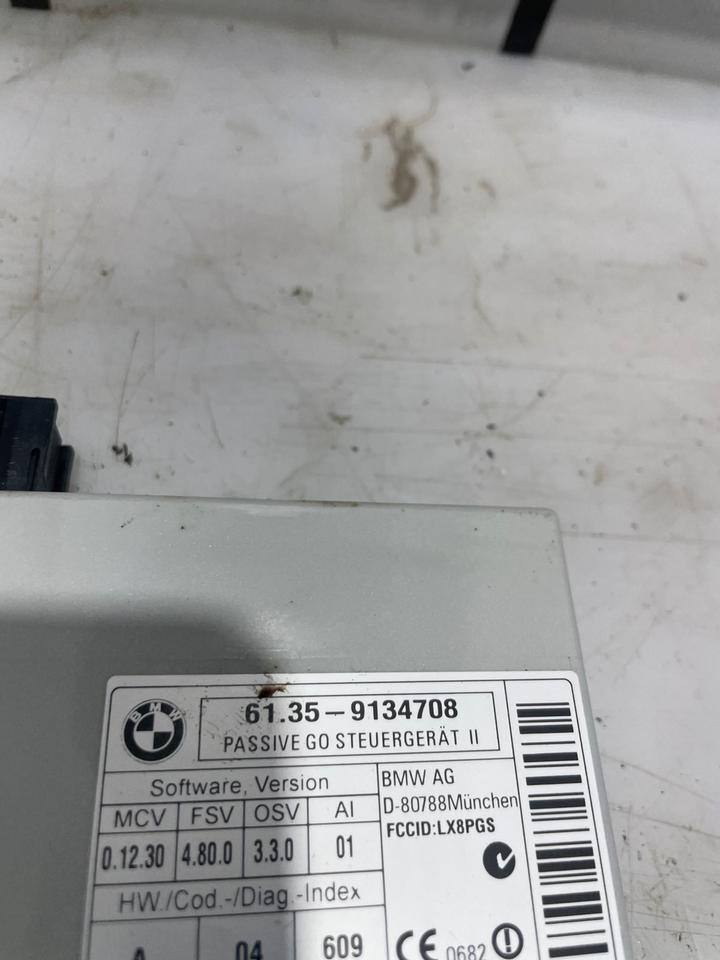 BMW
61.35-9134708
PASSIVE GO STEUERGERÄT II
Software, Version
MCV FSV OSV AI
0.12.30 4.80.0 3.3.0 01
BMW AG
D-80788München
FCCID:LX8PGS
HW./Cod.-/Diag.-Index
A 04 609
CE 0682